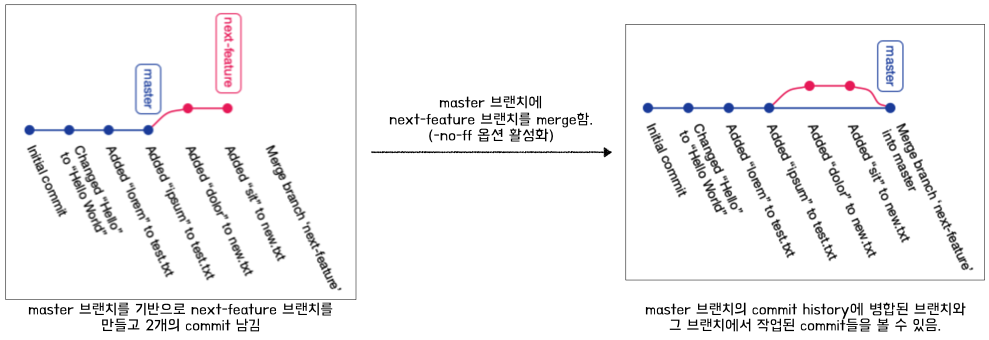 master
next-feature
Initial commit
Changed “Hello”
to “Hello World”
Added “lorem” to test.txt
Added “ipsum” to test.txt
Added “dolor” to new.txt
Added “sit” to new.txt
Merge branch ‘next-feature’
master 브랜치를 기반으로 next-feature 브랜치를
만들고 2개의 commit 남김
master 브랜치에
next-feature 브랜치를 merge함.
(-no-ff 옵션 활성화)
master
Initial commit
Changed “Hello”
to “Hello World”
Added “lorem” to test.txt
Added “ipsum” to test.txt
Added “dolor” to new.txt
Added “sit” to new.txt
Merge branch ‘next-feature’
into master
master 브랜치의 commit history에 병합된 브랜치와
그 브랜치에서 작업된 commit들을 볼 수 있음.